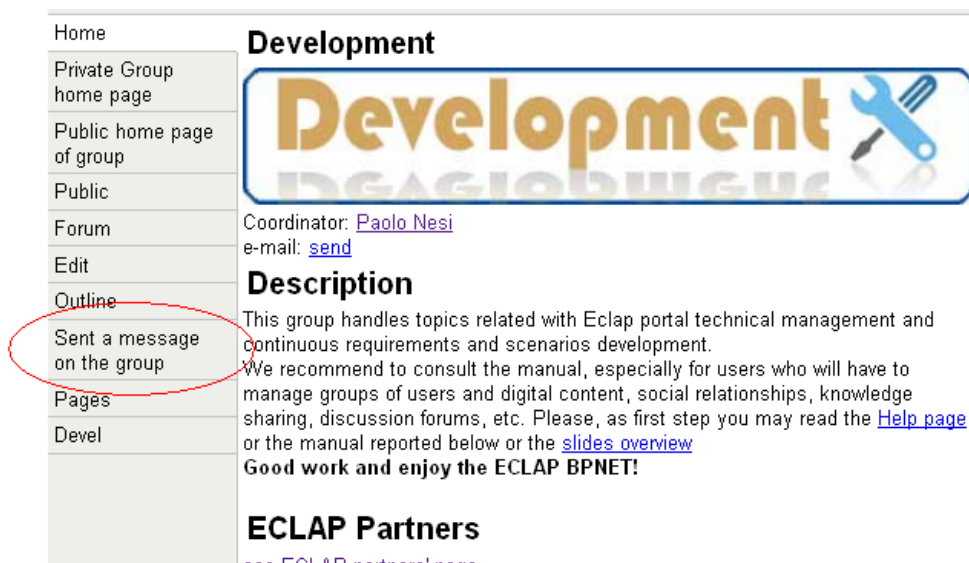 Home
Private Group
home page
Public home page
of group
Public
Forum
Edit
Outline
Sent a message
on the group
Pages
Devel
Development
Development
Coordinator: Paolo Nesi
e-mail: send
Description
This group handles topics related with Eclap portal technical management and
continuous requirements and scenarios development.
We recommend to consult the manual, especially for users who will have to
manage groups of users and digital content, social relationships, knowledge
sharing, discussion forums, etc. Please, as first step you may read the Help page
or the manual reported below or the slides overview
Good work and enjoy the ECLAP BPNET!
ECLAP Partners
see ECLAP partners' page